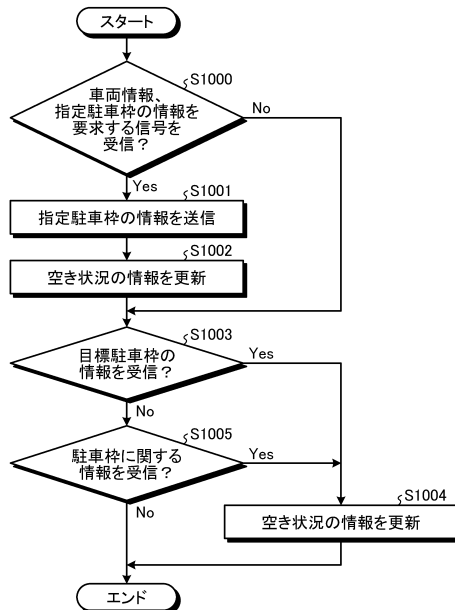 スタート
S1000
車両情報、
指定駐車枠の情報を
要求する信号を
受信？
No
Yes
S1001
指定駐車枠の情報を送信
S1002
空き状況の情報を更新
S1003
目標駐車枠の
情報を受信？
Yes
No
S1005
駐車枠に関する
情報を受信？
Yes
No
S1004
空き状況の情報を更新
エンド